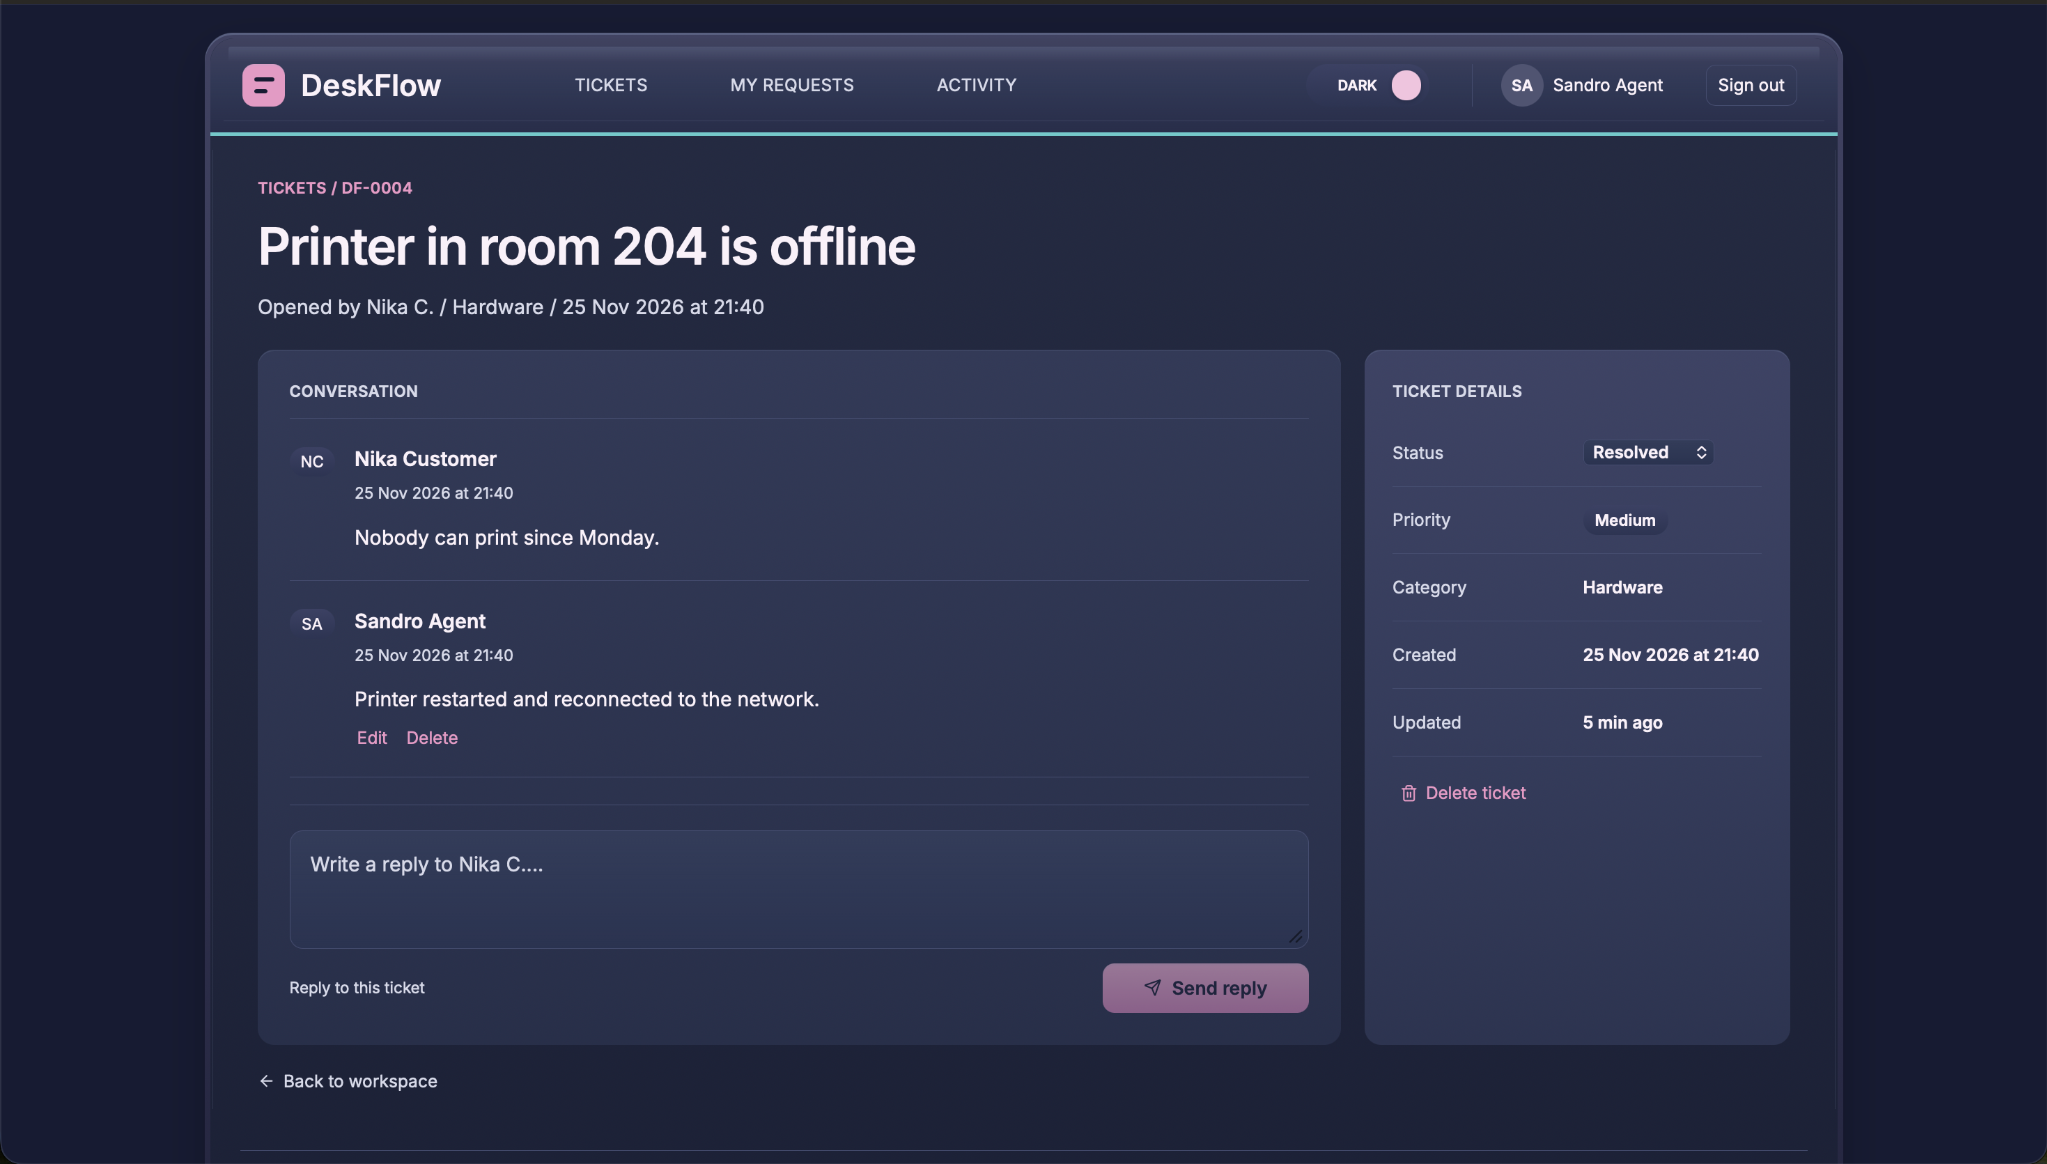 DeskFlow
TICKETS
MY REQUESTS
ACTIVITY
DARK
SA
Sandro Agent
Sign out
TICKETS / DF-0004
Printer in room 204 is offline
Opened by Nika C. / Hardware / 25 Nov 2026 at 21:40
CONVERSATION
NC
Nika Customer
25 Nov 2026 at 21:40
Nobody can print since Monday.
SA
Sandro Agent
25 Nov 2026 at 21:40
Printer restarted and reconnected to the network.
Edit
Delete
Write a reply to Nika C....
Reply to this ticket
Send reply
TICKET DETAILS
Status
Resolved
Priority
Medium
Category
Hardware
Created
25 Nov 2026 at 21:40
Updated
5 min ago
Delete ticket
Back to workspace